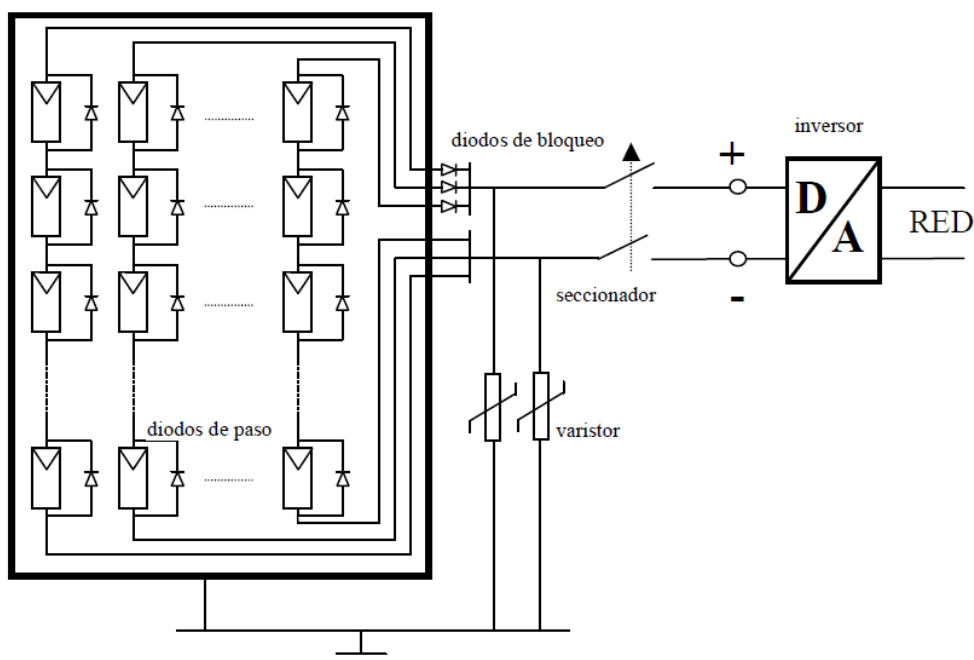 diodos de bloqueo
inversor
+
D
A
RED
-
seccionador
diodos de paso
varistor